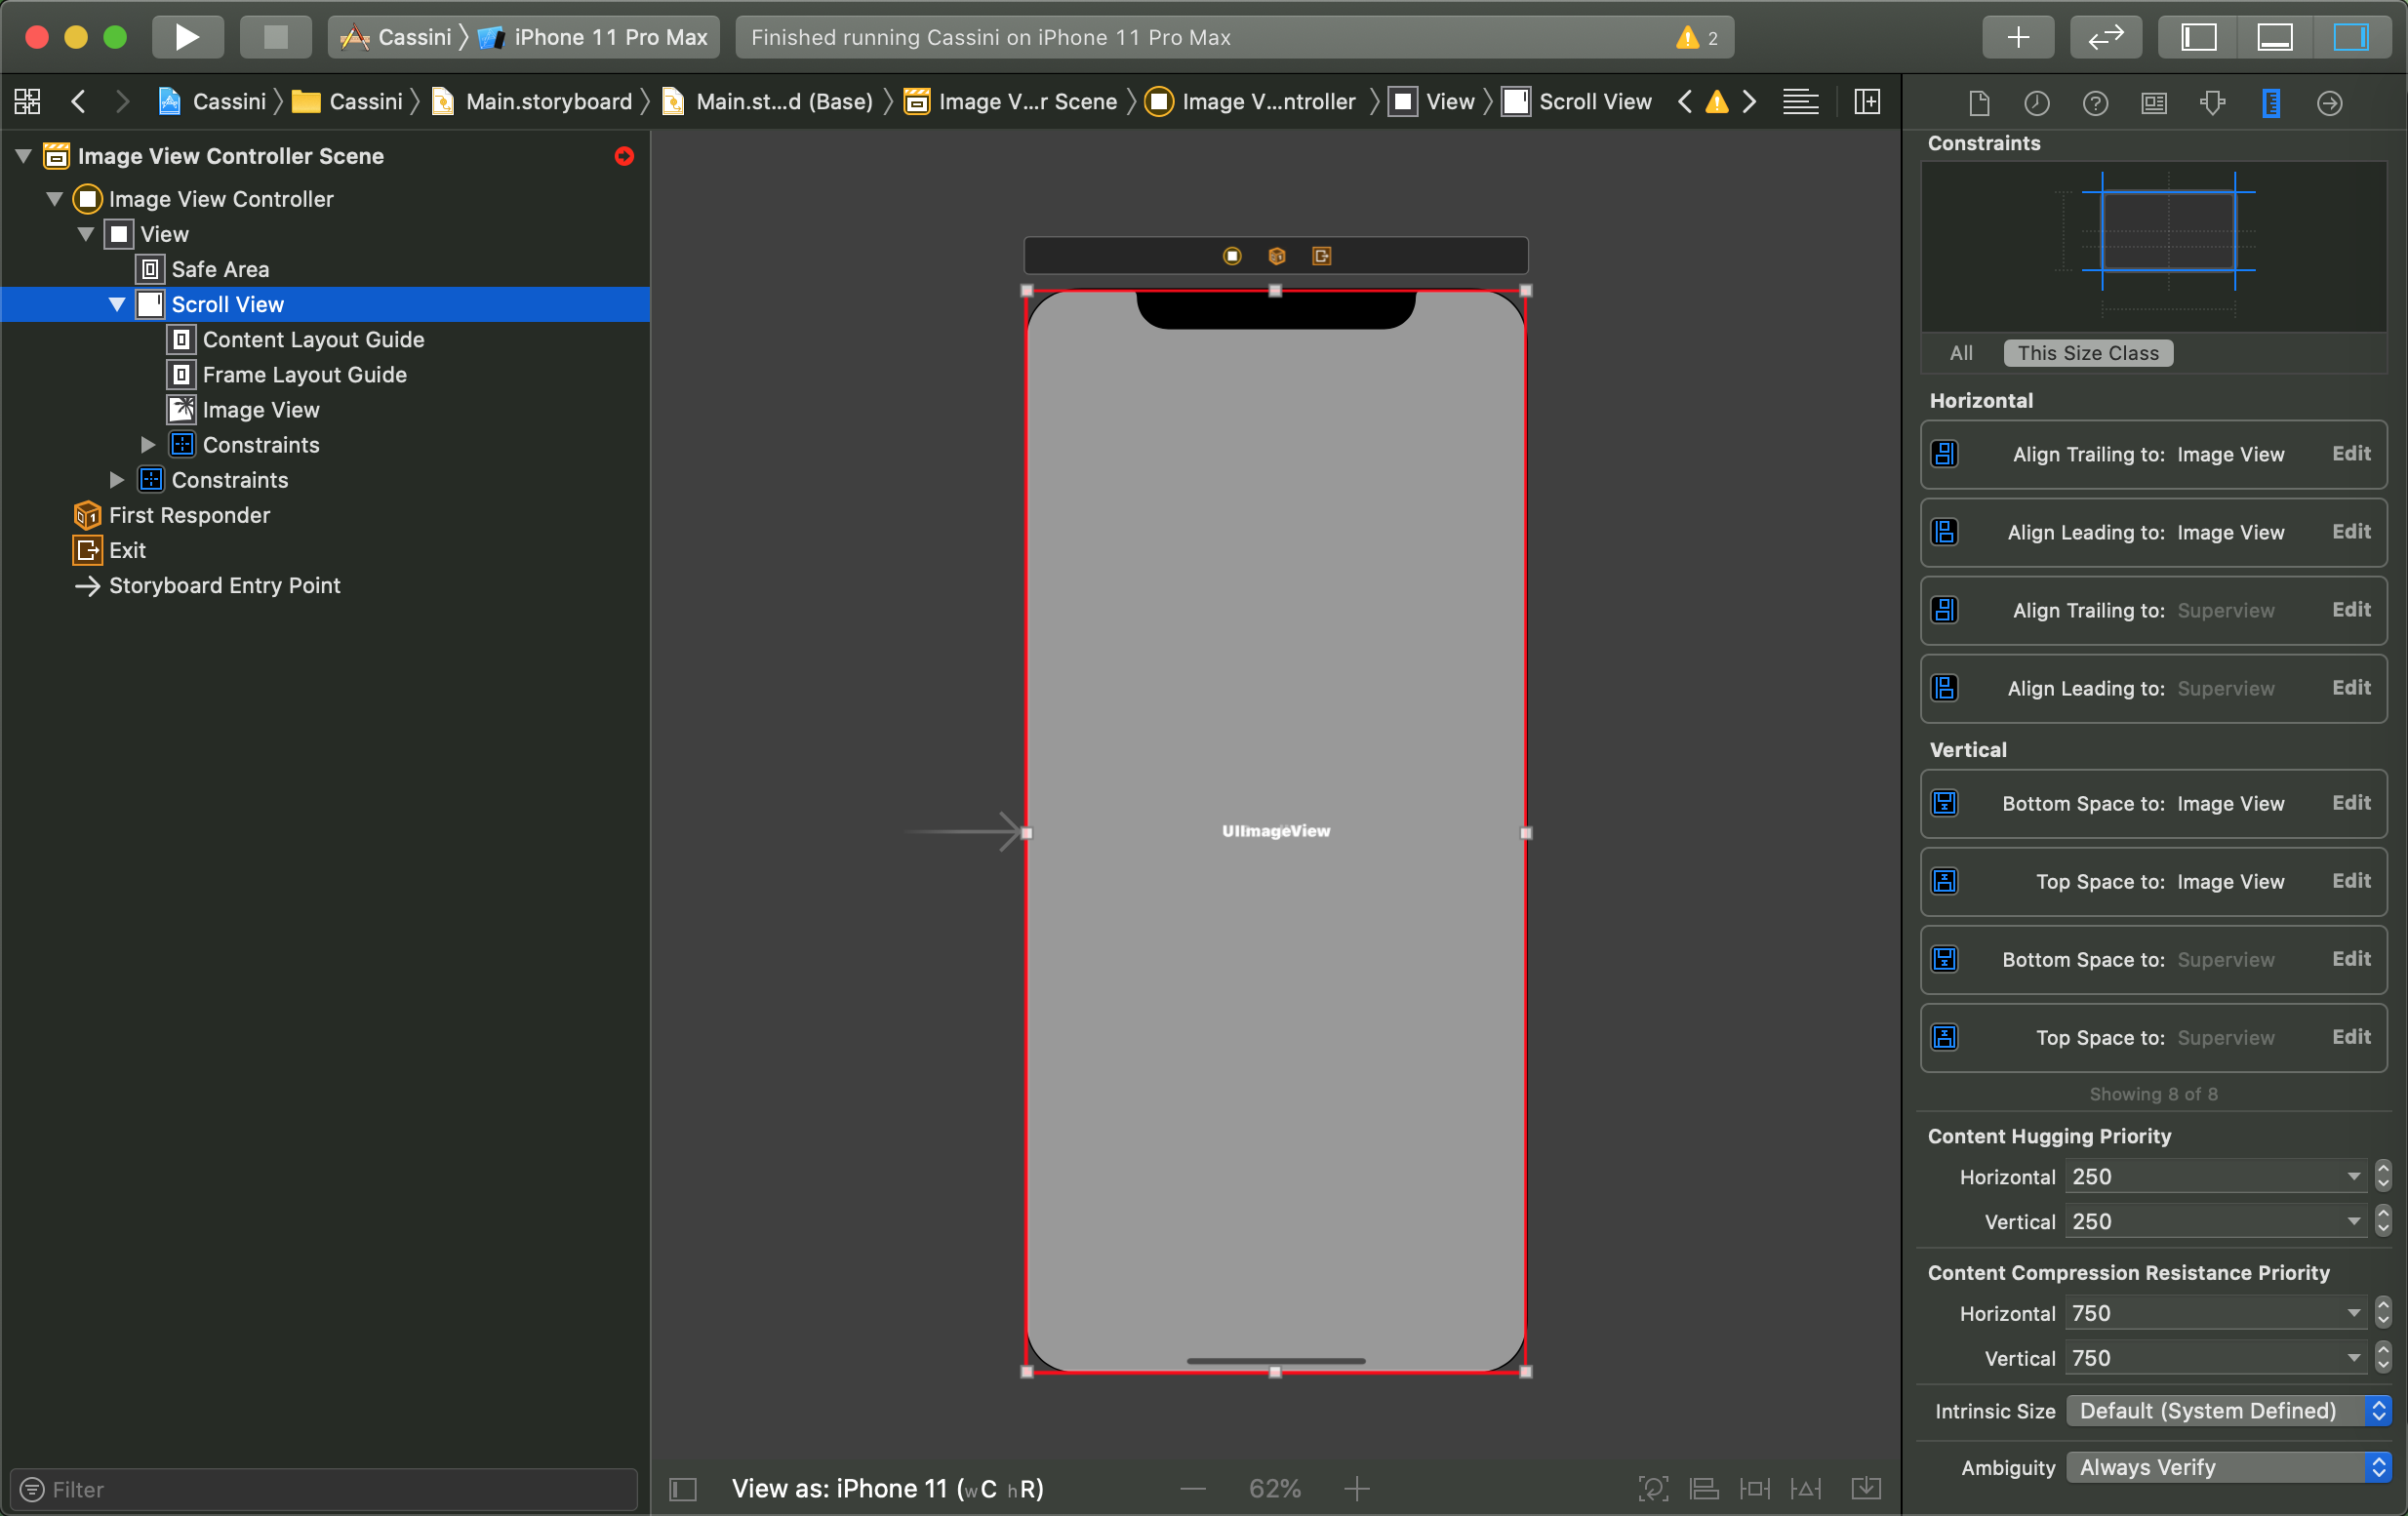 Cassini iPhone 11 Pro Max
Finished running Cassini on iPhone 11 Pro Max 2
Cassini Cassini Main.storyboard Main.st...d (Base) Image V...r Scene Image V...ntroller View Scroll View
Image View Controller Scene
Image View Controller
View
Safe Area
Scroll View
Content Layout Guide
Frame Layout Guide
Image View
Constraints
Constraints
First Responder
Exit
Storyboard Entry Point
Filter
UIImageView
View as: iPhone 11 (wC hR)
62%
Constraints
All This Size Class
Horizontal
Align Trailing to: Image View Edit
Align Leading to: Image View Edit
Align Trailing to: Superview Edit
Align Leading to: Superview Edit
Vertical
Bottom Space to: Image View Edit
Top Space to: Image View Edit
Bottom Space to: Superview Edit
Top Space to: Superview Edit
Showing 8 of 8
Content Hugging Priority
Horizontal 250
Vertical 250
Content Compression Resistance Priority
Horizontal 750
Vertical 750
Intrinsic Size Default (System Defined)
Ambiguity Always Verify